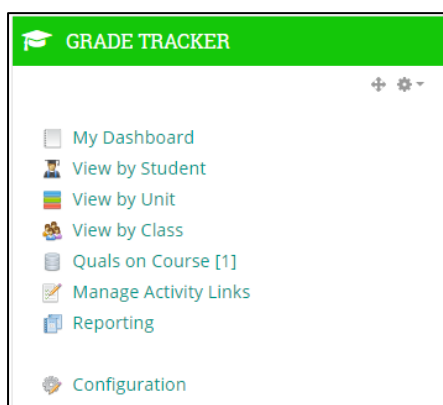 GRADE TRACKER
My Dashboard
View by Student
View by Unit
View by Class
Quals on Course [1]
Manage Activity Links
Reporting
Configuration